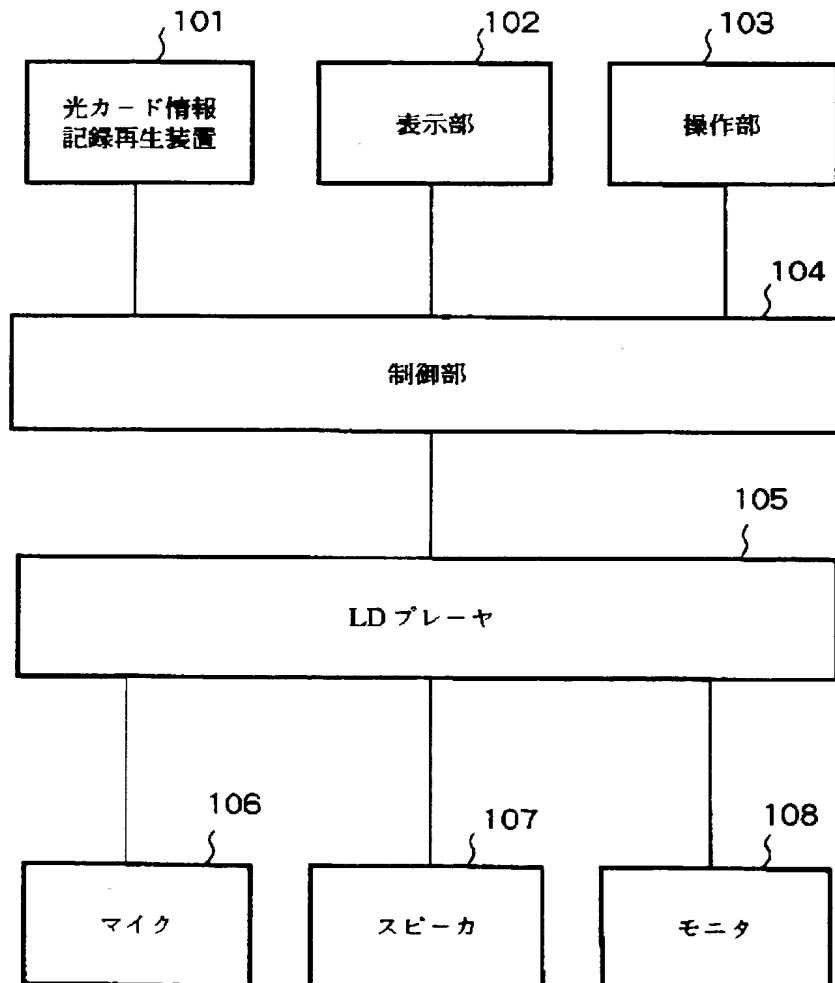 101
102
103
光カード情報
記録再生装置
表示部
操作部
104
制御部
105
LDプレーヤ
106
107
108
マイク
スピーカ
モニタ